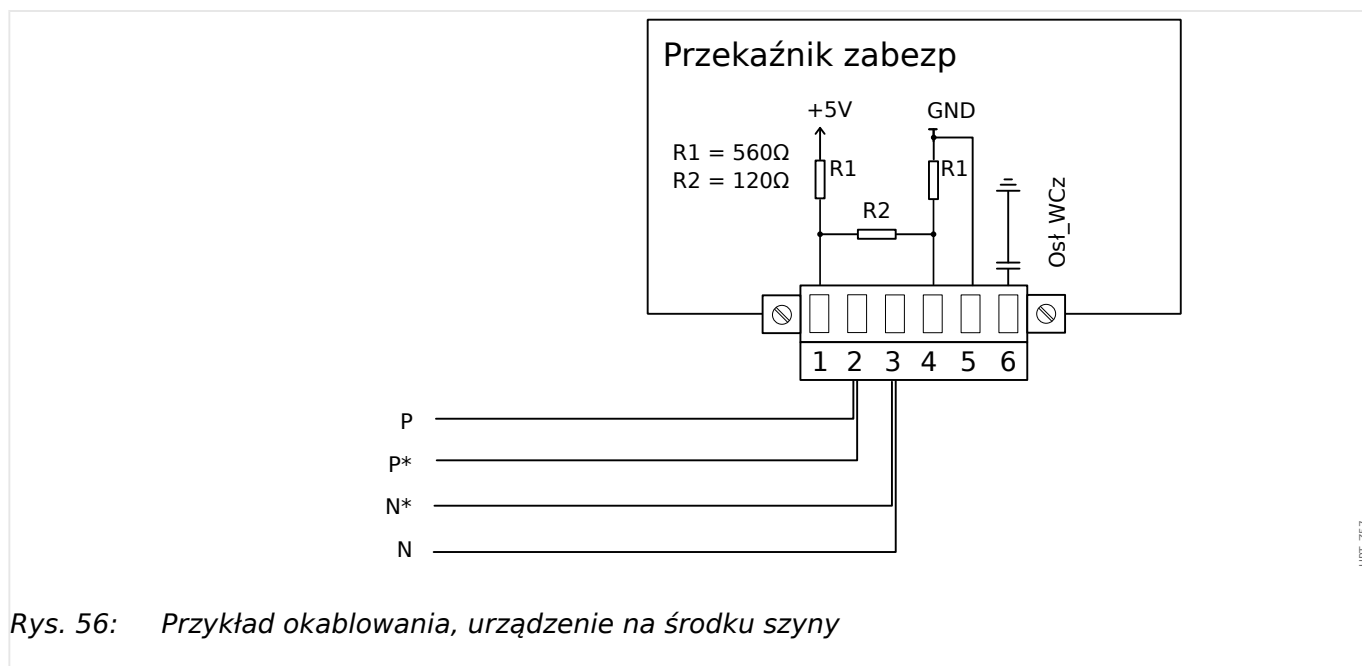 Przekaźnik zabezp
+5V GND
R1 = 560Ω
R2 = 120Ω
R1 R1
R2
Osł_WCz
1 2 3 4 5 6
P
P*
N*
N
Rys. 56: Przykład okablowania, urządzenie na środku szyny